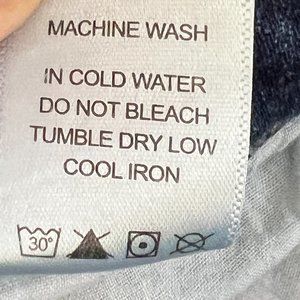 MACHINE WASH
IN COLD WATER
DO NOT BLEACH
TUMBLE DRY LOW
COOL IRON
30°